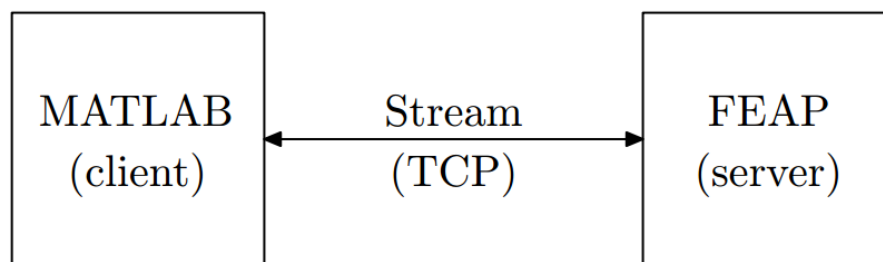 MATLAB
(client)
Stream
(TCP)
FEAP
(server)